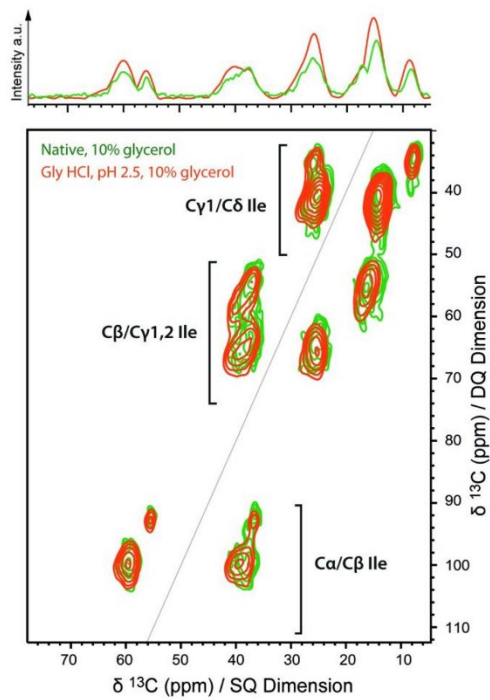 Intensity a.u.
Native, 10% glycerol
Gly HCl, pH 2.5, 10% glycerol
Cγ1/Cδ Ile
Cβ/Cγ1,2 Ile
Cα/Cβ Ile
40
50
60
70
80
90
100
110
δ ¹³C (ppm) / DQ Dimension
70 60 50 40 30 20 10
δ ¹³C (ppm) / SQ Dimension